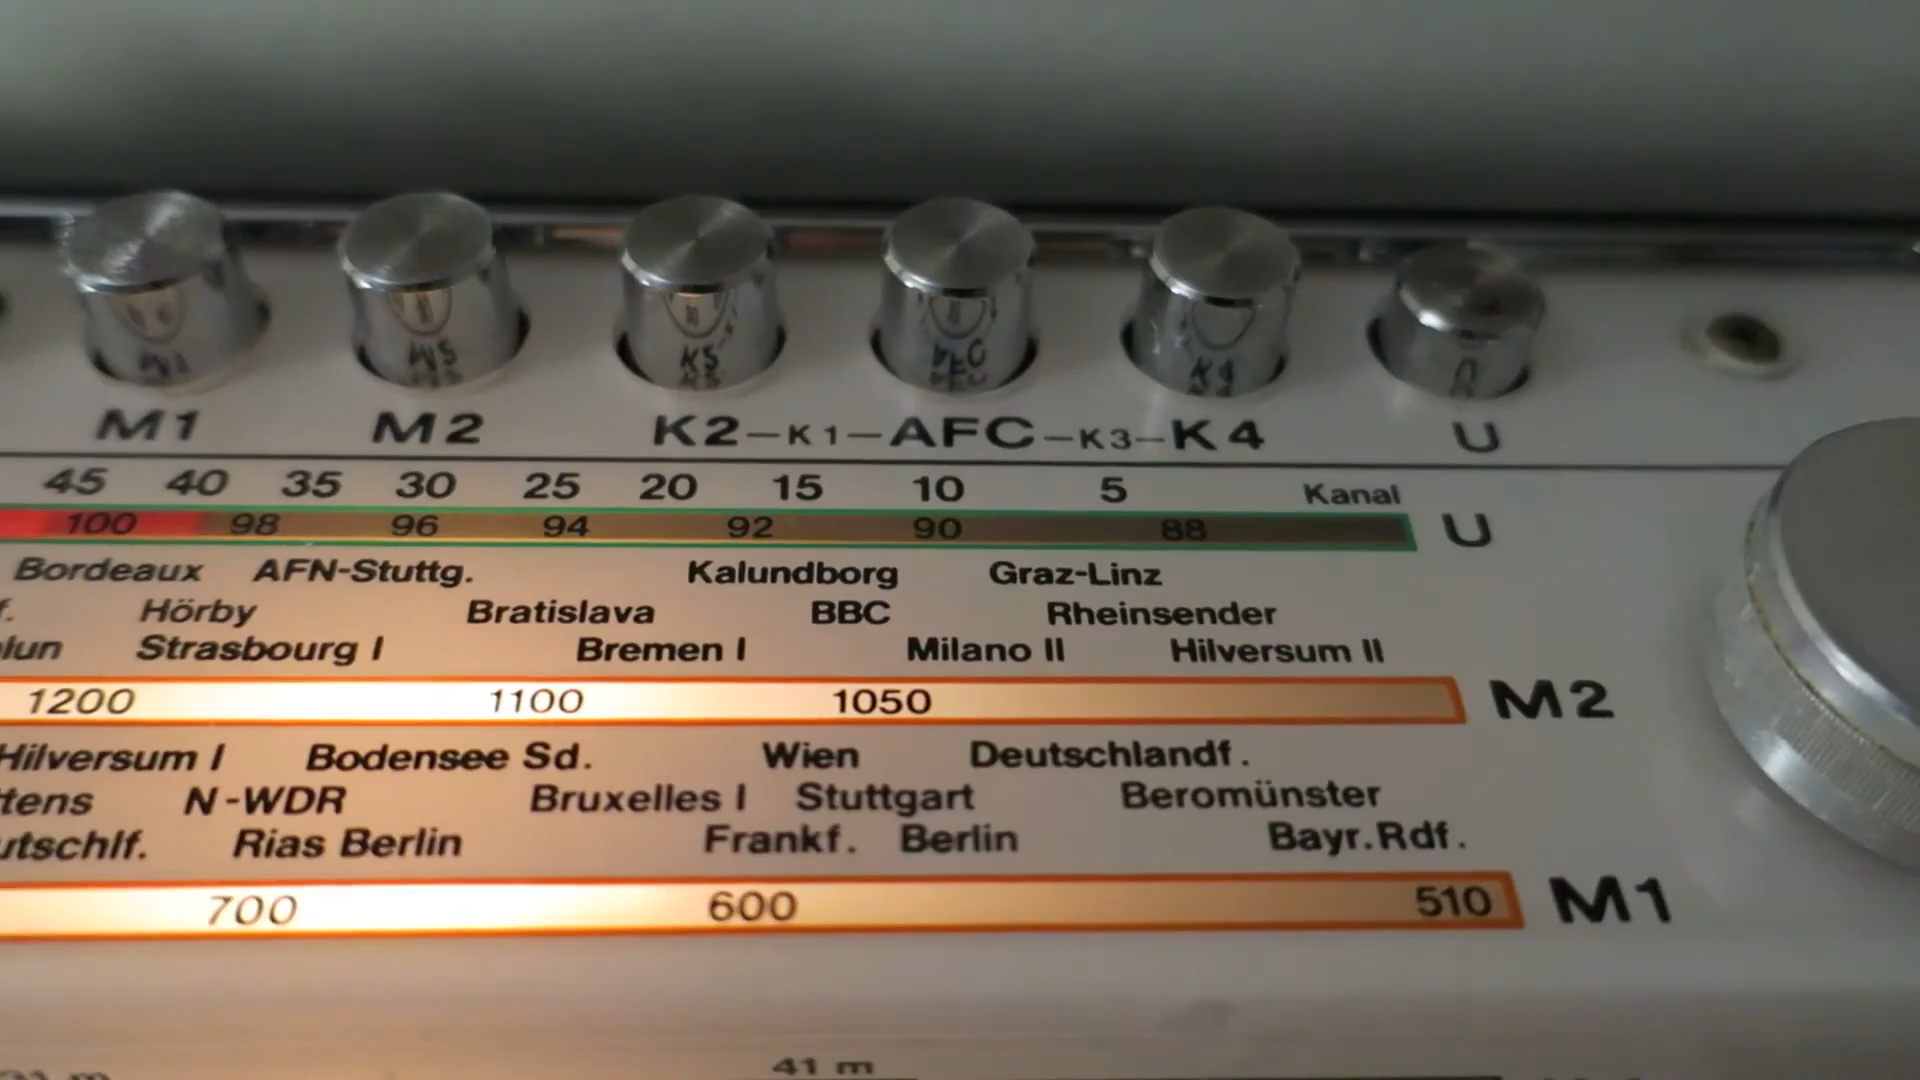 M1 M2 K2-K1-AFC-K3-K4 U
45 40 35 30 25 20 15 10 5 Kanal
100 98 96 94 92 90 88 U
Bordeaux AFN-Stuttg. Kalundborg Graz-Linz
f. Hörby Bratislava BBC Rheinsender
lun Strasbourg I Bremen I Milano II Hilversum II
1200 1100 1050 M2
Hilversum I Bodensee Sd. Wien Deutschlandf.
ttens N-WDR Bruxelles I Stuttgart Beromünster
utschlf. Rias Berlin Frankf. Berlin Bayr.Rdf.
700 600 510 M1
41 m